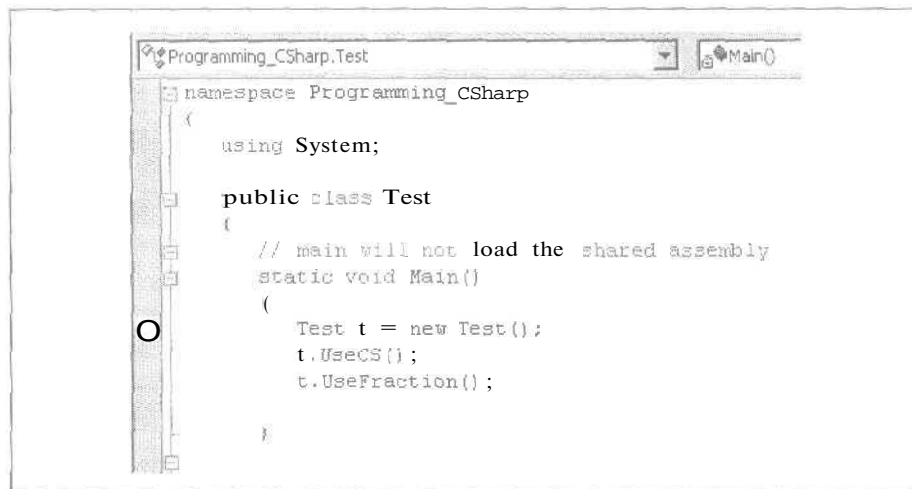 Programming_CSharp.Test Main()
namespace Programming_CSharp
{
using System;
public class Test
{
// main will not load the shared assembly
static void Main()
{
Test t = new Test();
t.UseCS();
t.UseFraction();
}